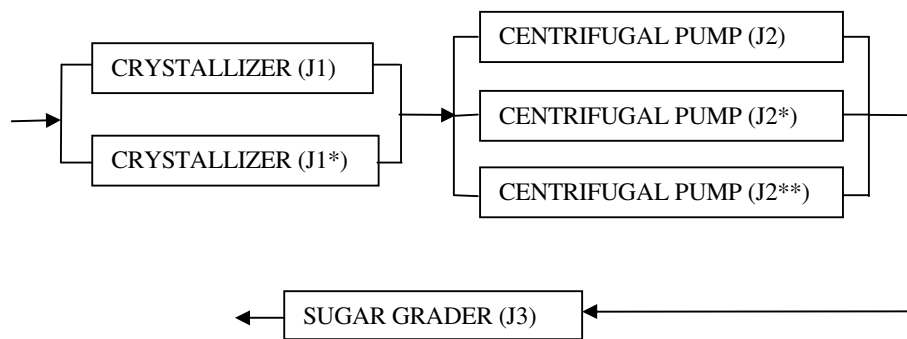 CRYSTALLIZER (J1)
CRYSTALLIZER (J1*)
CENTRIFUGAL PUMP (J2)
CENTRIFUGAL PUMP (J2*)
CENTRIFUGAL PUMP (J2**)
SUGAR GRADER (J3)